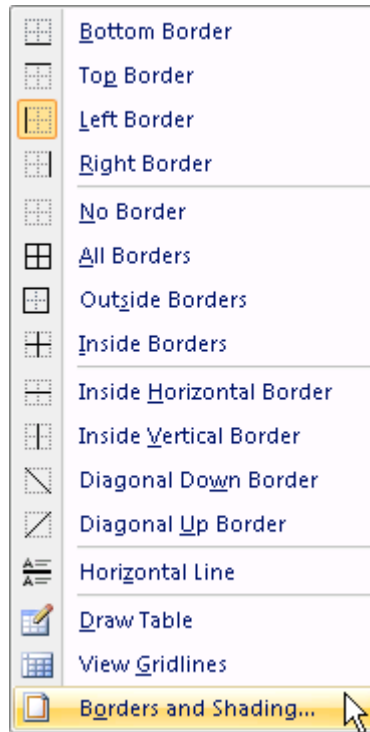 Bottom Border
Top Border
Left Border
Right Border
No Border
All Borders
Outside Borders
Inside Borders
Inside Horizontal Border
Inside Vertical Border
Diagonal Down Border
Diagonal Up Border
Horizontal Line
Draw Table
View Gridlines
Borders and Shading...